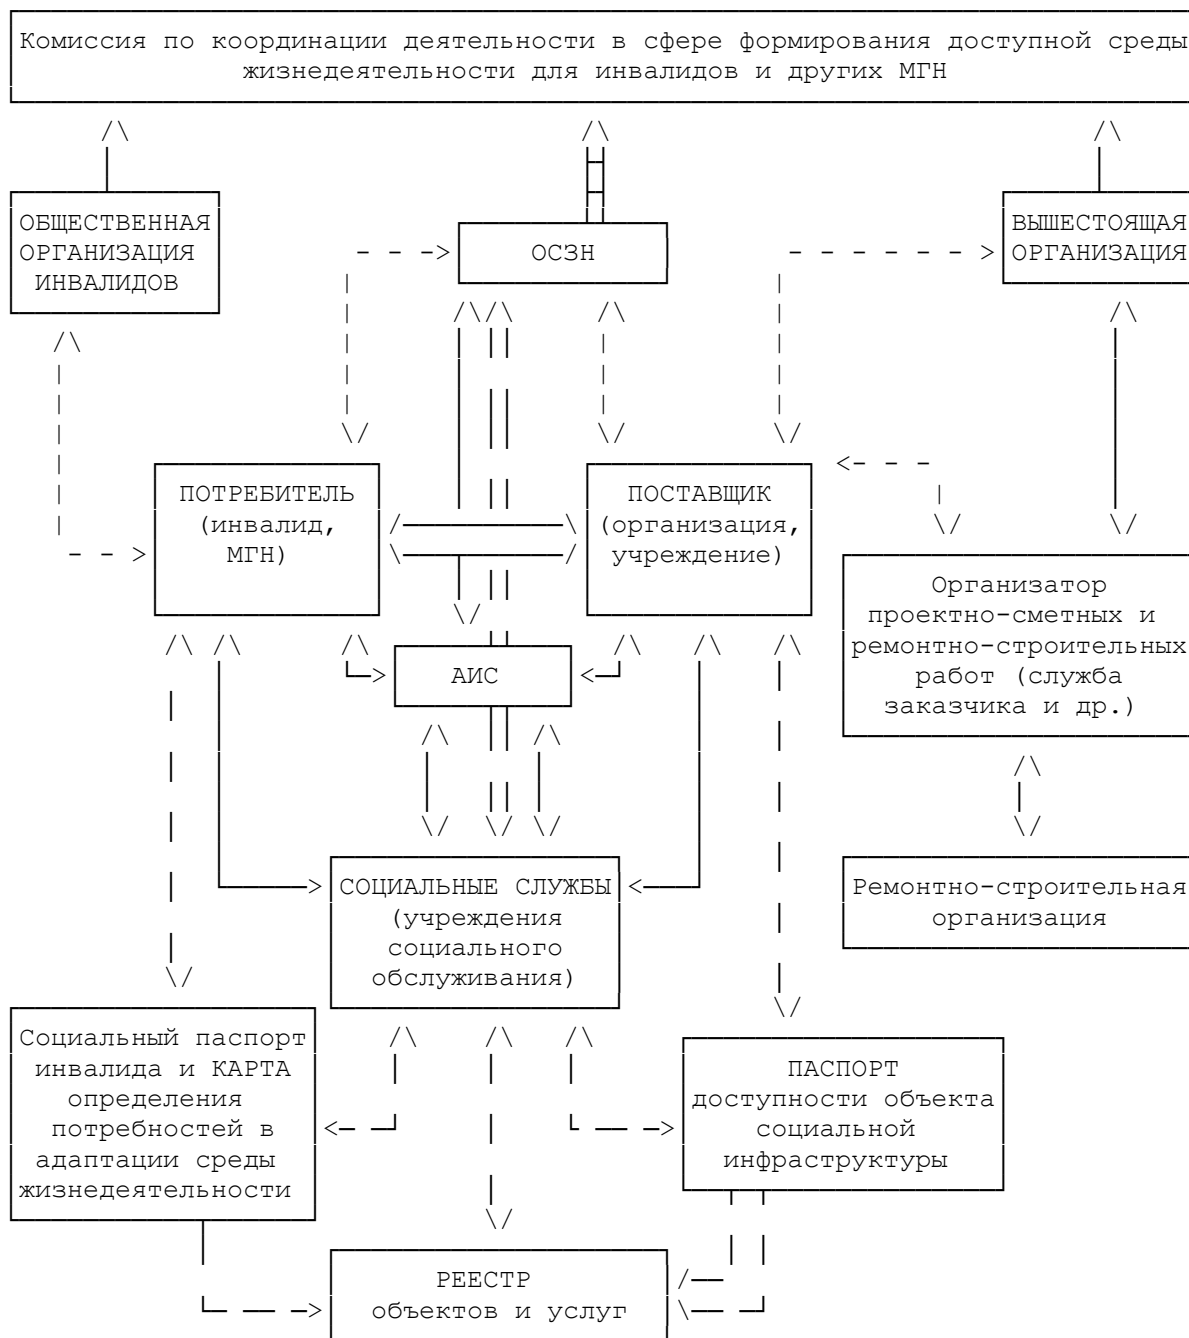 Комиссия по координации деятельности в сфере формирования доступной среды
жизнедеятельности для инвалидов и других МГН
ОБЩЕСТВЕННАЯ
ОРГАНИЗАЦИЯ
ИНВАЛИДОВ
ОСЗН
ВЫШЕСТОЯЩАЯ
ОРГАНИЗАЦИЯ
ПОТРЕБИТЕЛЬ
(инвалид,
МГН)
ПОСТАВЩИК
(организация,
учреждение)
Организатор
проектно-сметных и
ремонтно-строительных
работ (служба
заказчика и др.)
АИС
СОЦИАЛЬНЫЕ СЛУЖБЫ
(учреждения
социального
обслуживания)
Ремонтно-строительная
организация
Социальный паспорт
инвалида и КАРТА
определения
потребностей в
адаптации среды
жизнедеятельности
ПАСПОРТ
доступности объекта
социальной
инфраструктуры
РЕЕСТР
объектов и услуг